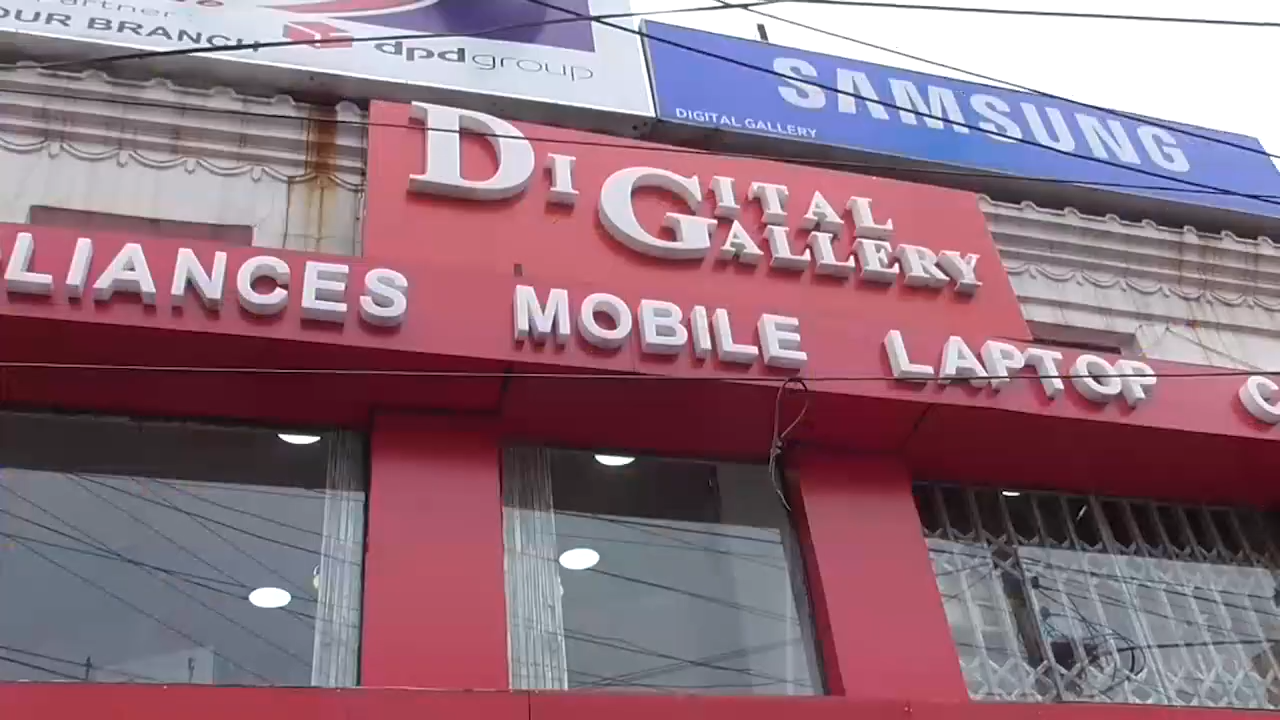 OUR BRANCH
dpdgroup
SAMSUNG
DIGITAL GALLERY
DIGITAL
GALLERY
LIANCES MOBILE LAPTOP C